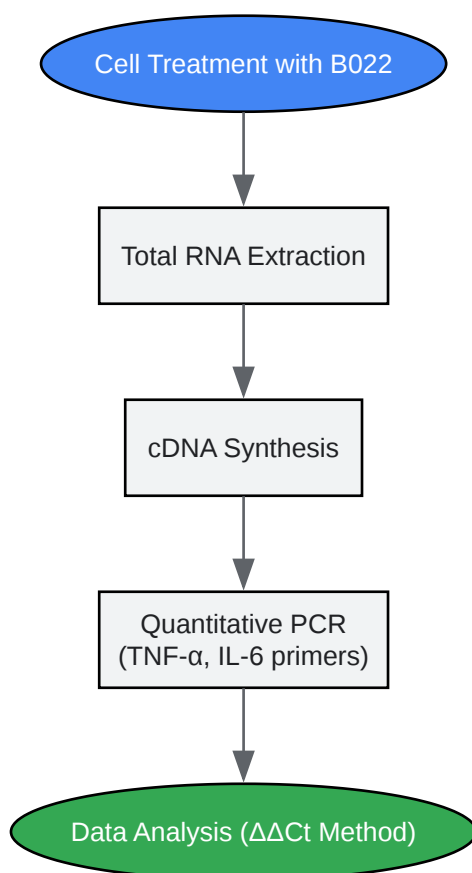 Cell Treatment with B022
Total RNA Extraction
cDNA Synthesis
Quantitative PCR
(TNF-α, IL-6 primers)
Data Analysis (ΔΔCt Method)